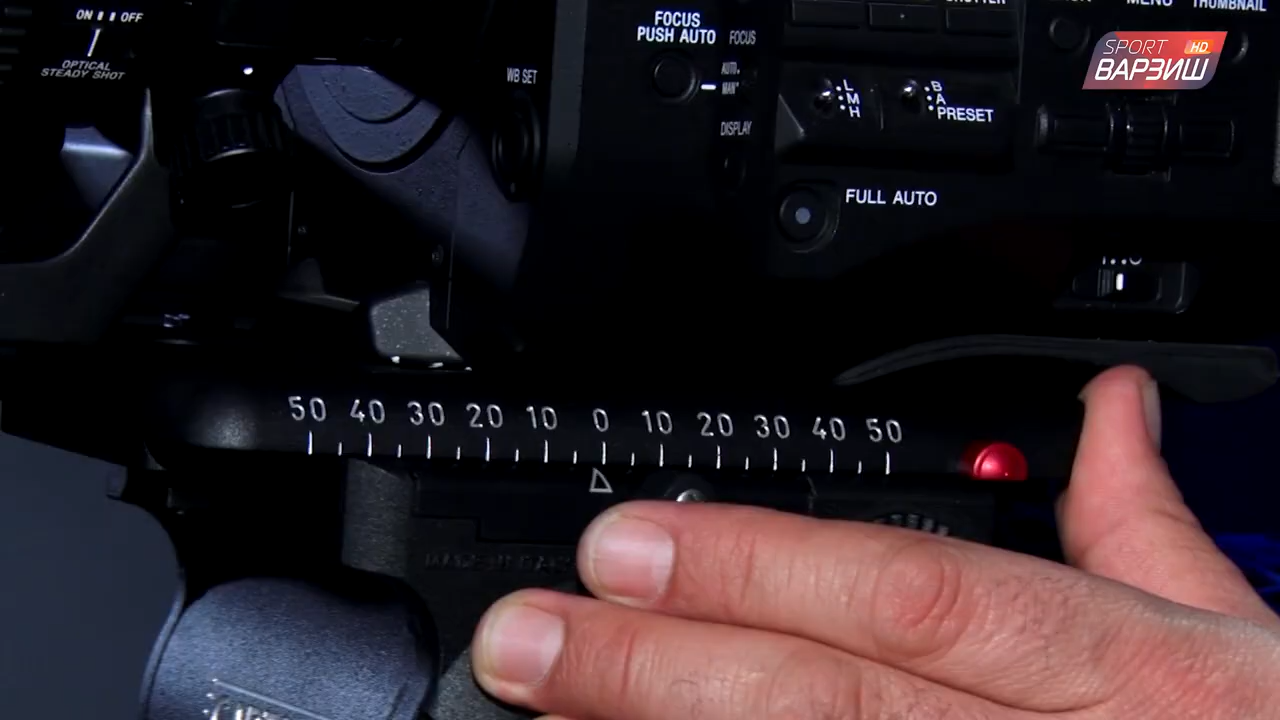 ON OFF
OPTICAL
STEADY SHOT
FOCUS
PUSH AUTO
FOCUS
AUTO
MAN
WB SET
DISPLAY
L
M
H
B
A
PRESET
MENU
THUMBNAIL
SPORT HD
ВАРЗИШ
FULL AUTO
50 40 30 20 10 0 10 20 30 40 50